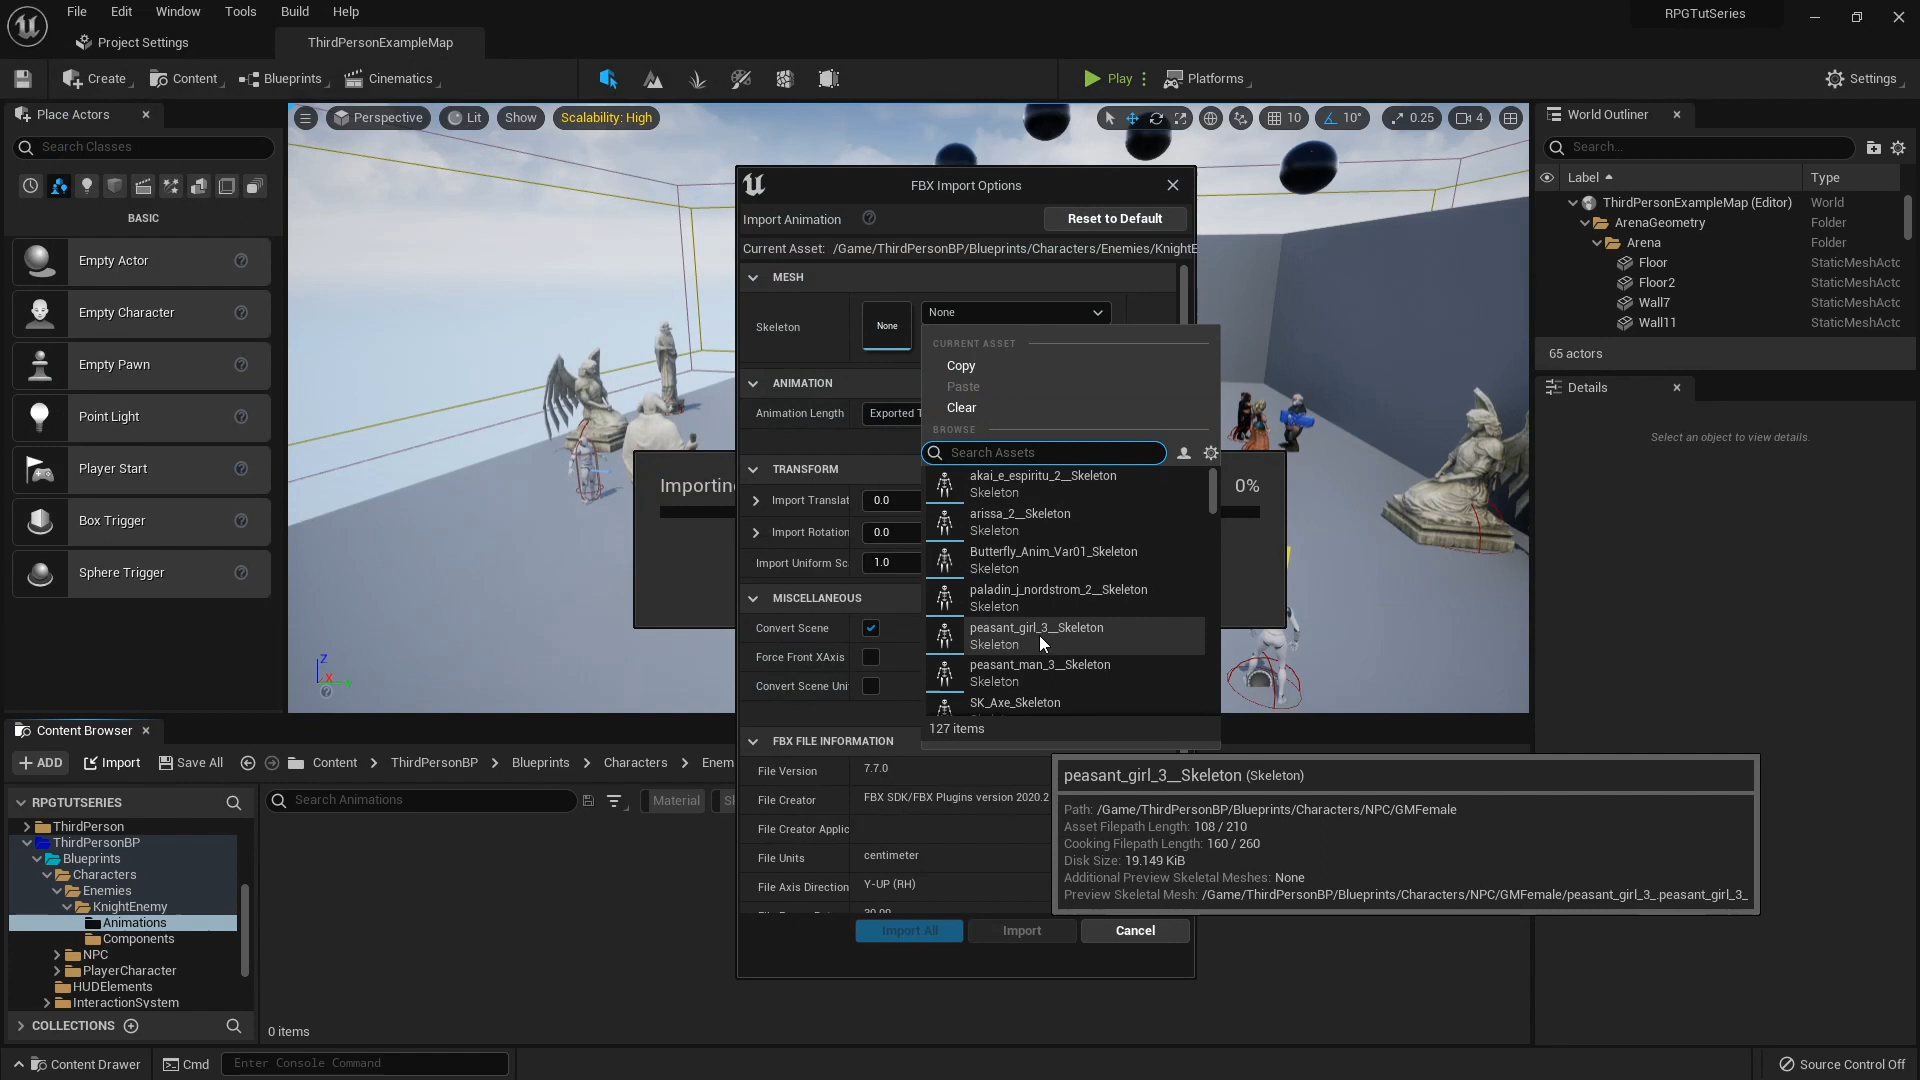 File Edit Window Tools Build Help
RPGTutSeries
Project Settings
ThirdPersonExampleMap
Create
Content
Blueprints
Cinematics
Play
Platforms
Settings
Place Actors
Search Classes
BASIC
Empty Actor
Empty Character
Empty Pawn
Point Light
Player Start
Box Trigger
Sphere Trigger
Perspective
Lit
Show
Scalability: High
10
10°
0.25
4
World Outliner
Search...
Label
Type
ThirdPersonExampleMap (Editor) World
ArenaGeometry Folder
Arena Folder
Floor StaticMeshActc
Floor2 StaticMeshActc
Wall7 StaticMeshActc
Wall11 StaticMeshActc
65 actors
Details
Select an object to view details.
Importin
0%
FBX Import Options
Import Animation
Reset to Default
Current Asset: /Game/ThirdPersonBP/Blueprints/Characters/Enemies/KnightE
MESH
Skeleton
None
None
ANIMATION
Animation Length
Exported T
TRANSFORM
Import Translat 0.0
Import Rotation 0.0
Import Uniform Sc 1.0
MISCELLANEOUS
Convert Scene
Force Front XAxis
Convert Scene Uni
FBX FILE INFORMATION
File Version 7.7.0
File Creator FBX SDK/FBX Plugins version 2020.2
File Creator Applic
File Units centimeter
File Axis Direction Y-UP (RH)
Import All
Import
Cancel
CURRENT ASSET
Copy
Paste
Clear
BROWSE
Search Assets
akai_e_espiritu_2__Skeleton
Skeleton
arissa_2__Skeleton
Skeleton
Butterfly_Anim_Var01_Skeleton
Skeleton
paladin_j_nordstrom_2__Skeleton
Skeleton
peasant_girl_3__Skeleton
Skeleton
peasant_man_3__Skeleton
Skeleton
SK_Axe_Skeleton
127 items
peasant_girl_3__Skeleton (Skeleton)
Path: /Game/ThirdPersonBP/Blueprints/Characters/NPC/GMFemale
Asset Filepath Length: 108 / 210
Cooking Filepath Length: 160 / 260
Disk Size: 19.149 KiB
Additional Preview Skeletal Meshes: None
Preview Skeletal Mesh: /Game/ThirdPersonBP/Blueprints/Characters/NPC/GMFemale/peasant_girl_3_.peasant_girl_3_
Content Browser
ADD
Import
Save All
Content
ThirdPersonBP
Blueprints
Characters
Enem
RPGTUTSERIES
Search Animations
Material
ThirdPerson
ThirdPersonBP
Blueprints
Characters
Enemies
KnightEnemy
Animations
Components
NPC
PlayerCharacter
HUDElements
InteractionSystem
COLLECTIONS
0 items
Content Drawer
Cmd
Enter Console Command
Source Control Off
X
Z